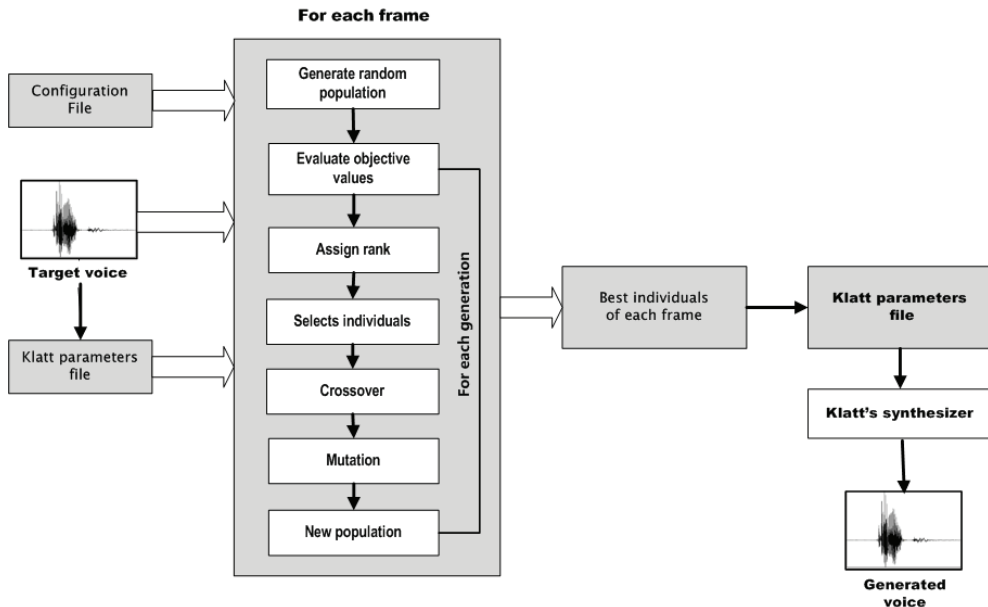 For each frame
Configuration
File
Target voice
Klatt parameters
file
Generate random
population
Evaluate objective
values
Assign rank
Selects individuals
Crossover
Mutation
New population
For each generation
Best individuals
of each frame
Klatt parameters
file
Klatt's synthesizer
Generated
voice